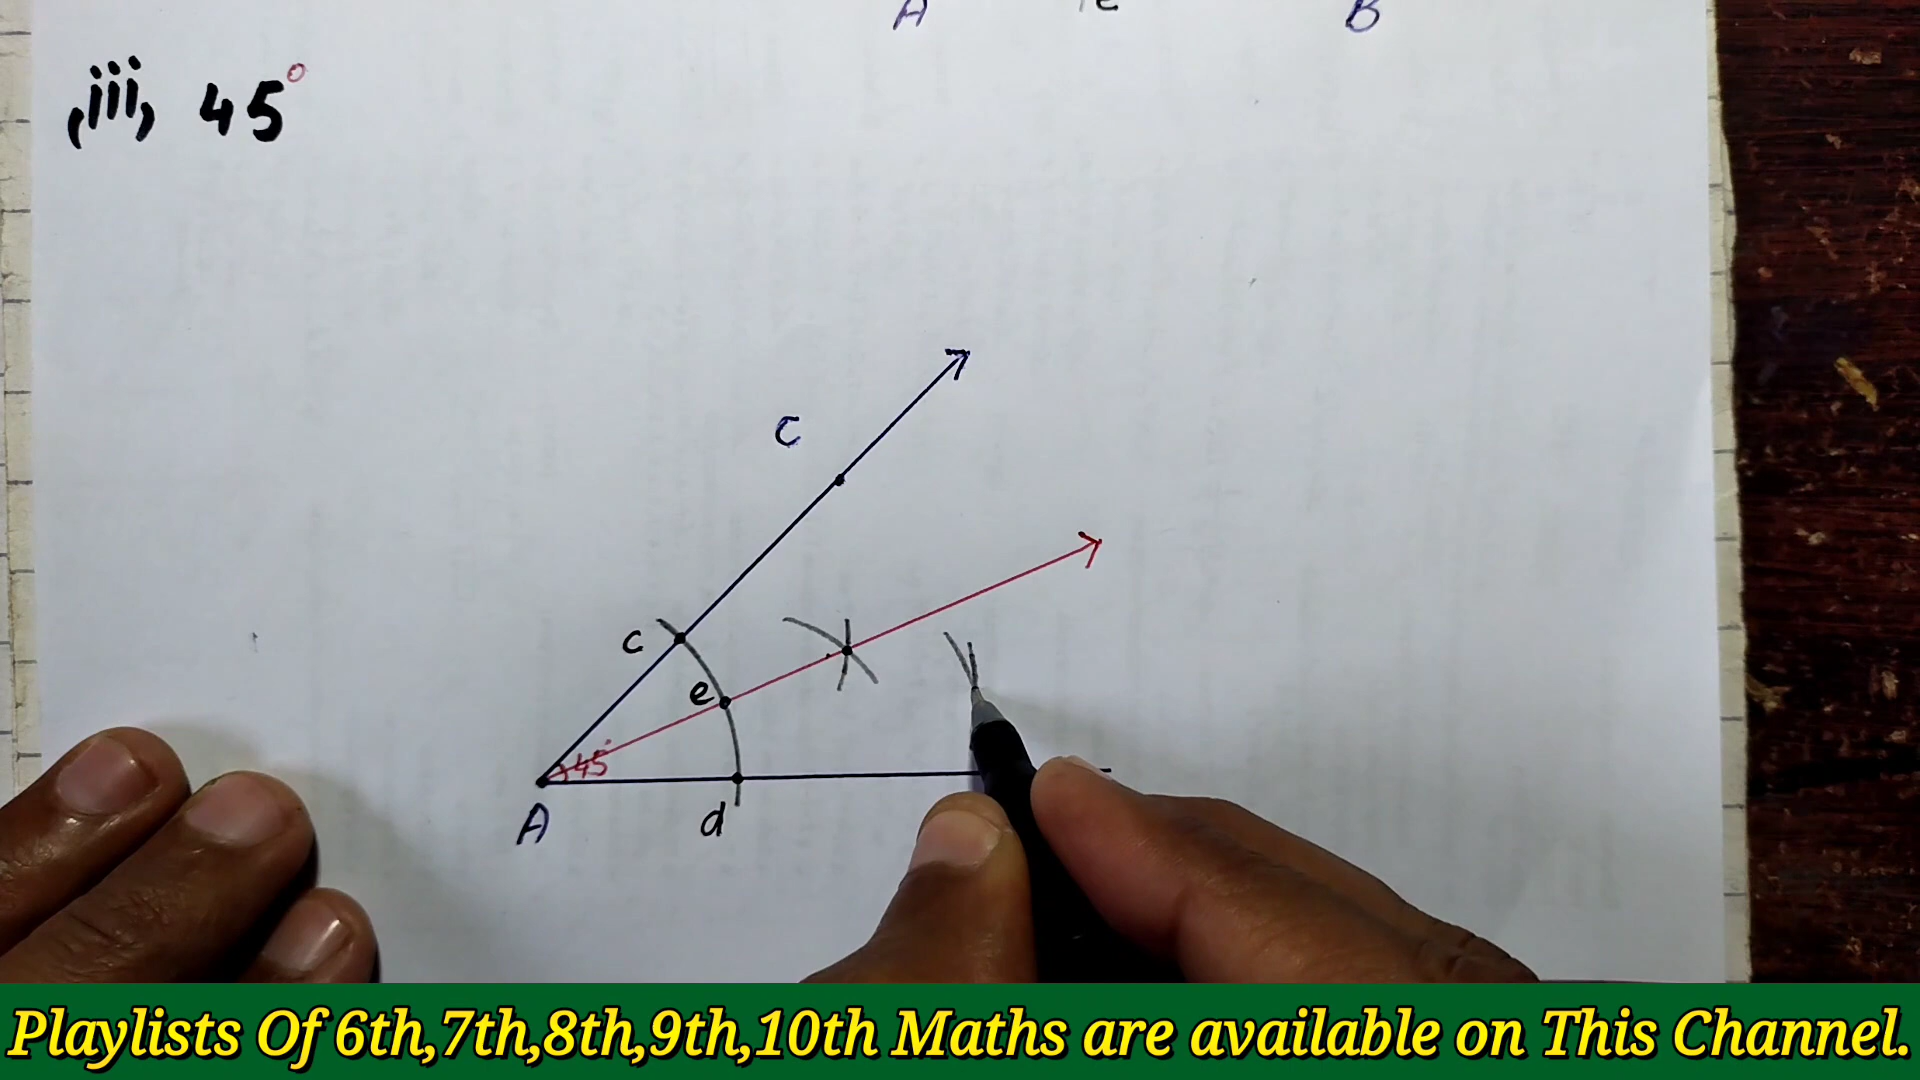 A e B
(iii) 45°
C
c
e
45°
A d
Playlists Of 6th,7th,8th,9th,10th Maths are available on This Channel.